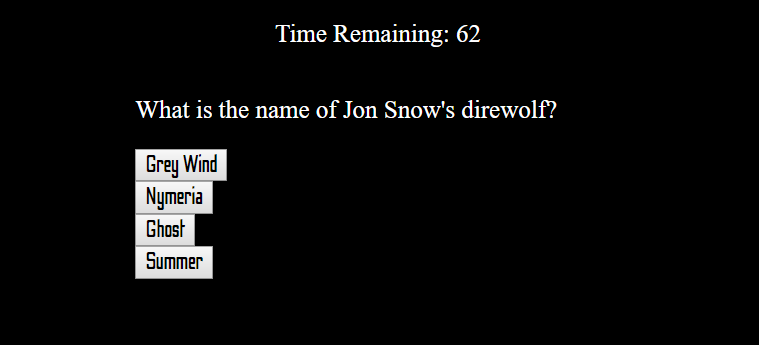 Time Remaining: 62
What is the name of Jon Snow's direwolf?
Grey Wind
Nymeria
Ghost
Summer